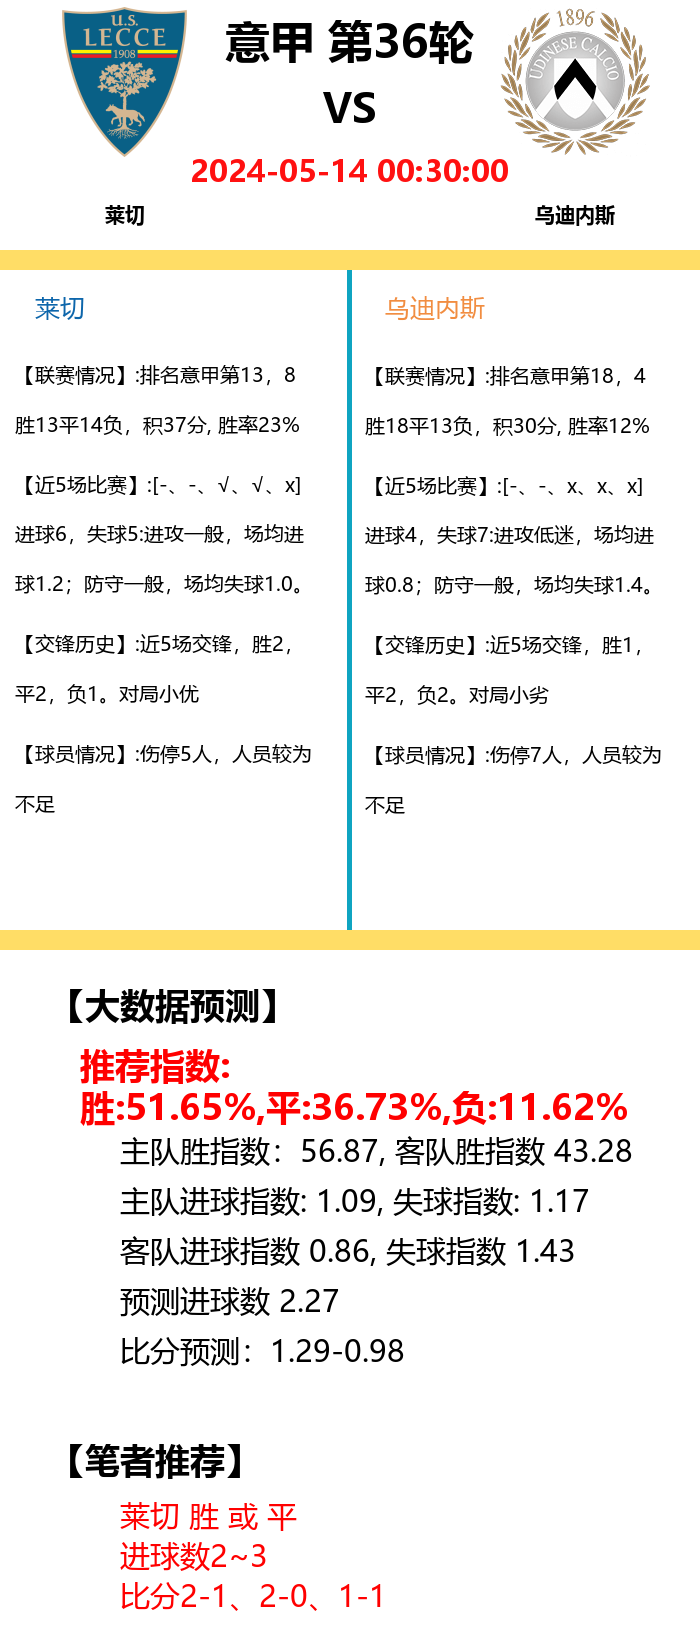 U.S.
LECCE
1908
意甲 第36轮
VS
2024-05-14 00:30:00
1896
UDINESE CALCIO
莱切
乌迪内斯
莱切
【联赛情况】:排名意甲第13，8
胜13平14负，积37分, 胜率23%
【近5场比赛】:[-、-、√、√、x]
进球6，失球5:进攻一般，场均进
球1.2；防守一般，场均失球1.0。
【交锋历史】:近5场交锋，胜2，
平2，负1。对局小优
【球员情况】:伤停5人，人员较为
不足
乌迪内斯
【联赛情况】:排名意甲第18，4
胜18平13负，积30分, 胜率12%
【近5场比赛】:[-、-、x、x、x]
进球4，失球7:进攻低迷，场均进
球0.8；防守一般，场均失球1.4。
【交锋历史】:近5场交锋，胜1，
平2，负2。对局小劣
【球员情况】:伤停7人，人员较为
不足
【大数据预测】
推荐指数:
胜:51.65%,平:36.73%,负:11.62%
主队胜指数：56.87, 客队胜指数 43.28
主队进球指数: 1.09, 失球指数: 1.17
客队进球指数 0.86, 失球指数 1.43
预测进球数 2.27
比分预测：1.29-0.98
【笔者推荐】
莱切 胜 或 平
进球数2~3
比分2-1、2-0、1-1